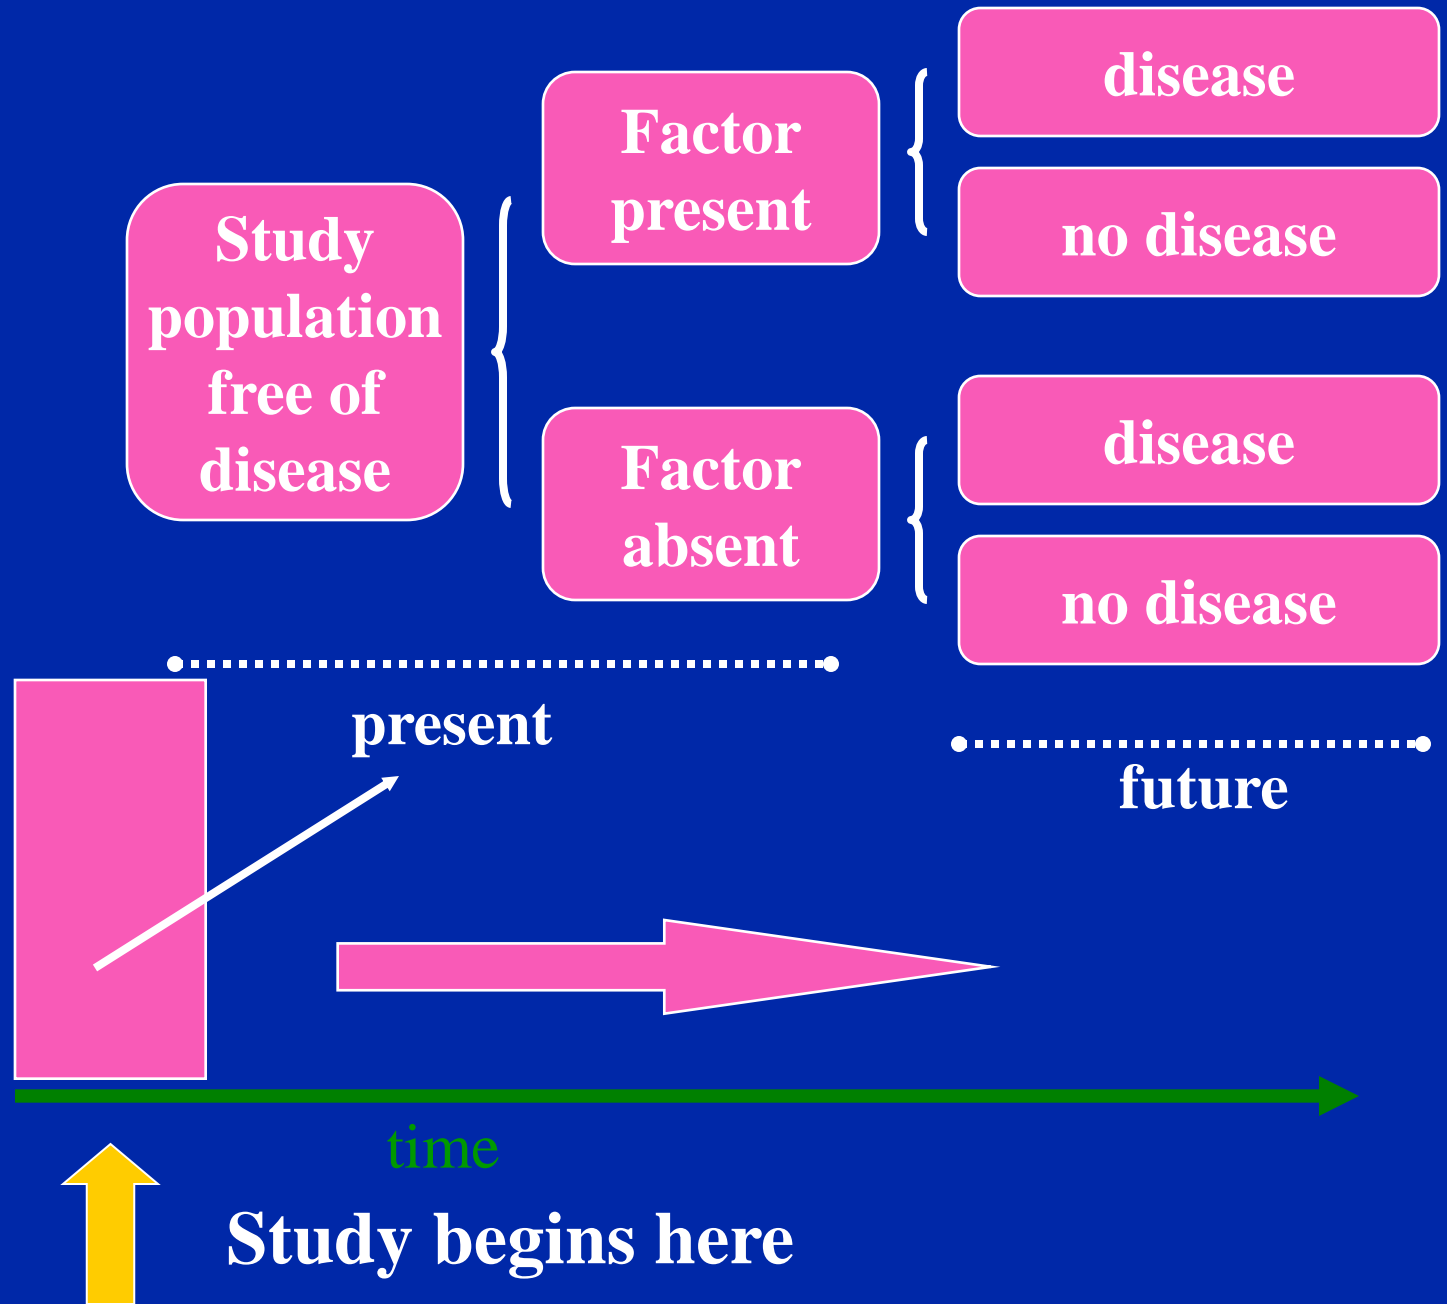 Study
population
free of
disease
Factor
present
disease
no disease
Factor
absent
disease
no disease
present
future
time
Study begins here